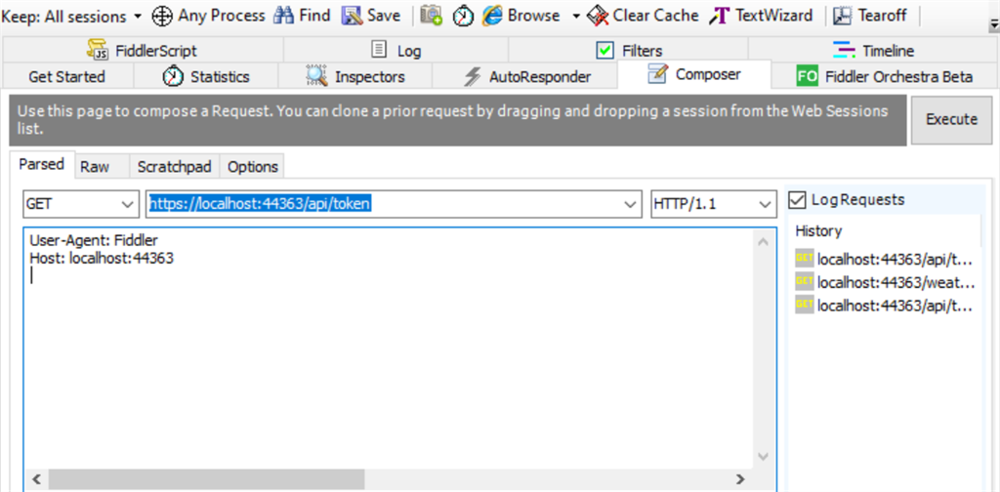 Keep: All sessions Any Process Find Save Browse Clear Cache TextWizard Tearoff
JS FiddlerScript Log Filters Timeline
Get Started Statistics Inspectors AutoResponder Composer FO Fiddler Orchestra Beta
Use this page to compose a Request. You can clone a prior request by dragging and dropping a session from the Web Sessions
list.
Execute
Parsed Raw Scratchpad Options
GET https://localhost:44363/api/token HTTP/1.1
Log Requests
User-Agent: Fiddler
Host: localhost:44363
History
GET localhost:44363/api/t...
GET localhost:44363/weat...
GET localhost:44363/api/t...